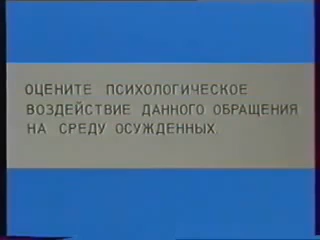 ОЦЕНИТЕ ПСИХОЛОГИЧЕСКОЕ
ВОЗДЕЙСТВИЕ ДАННОГО ОБРАЩЕНИЯ
НА СРЕДУ ОСУЖДЕННЫХ.